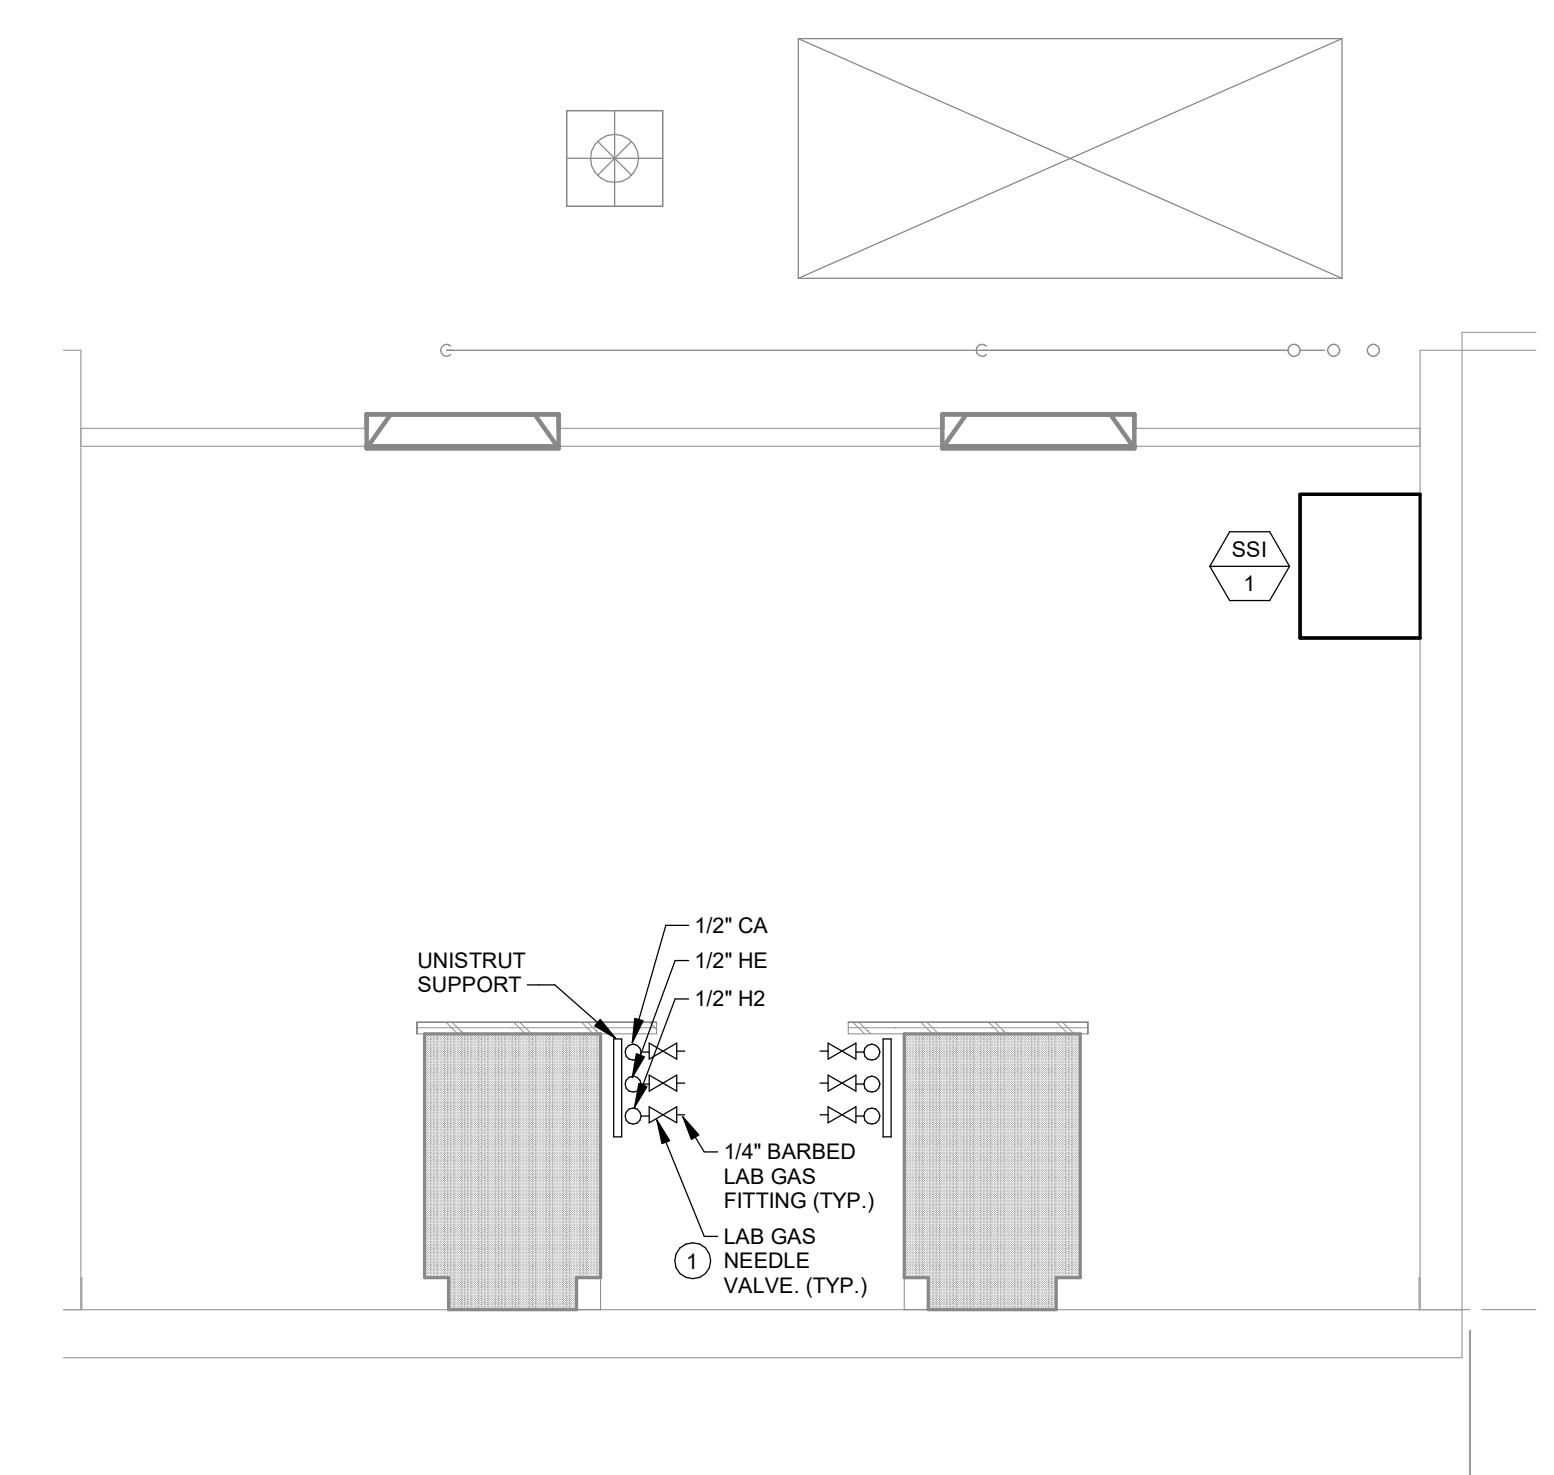 SSI
1
1/2" CA
UNISTRUT
SUPPORT
1/2" HE
1/2" H2
1/4" BARBED
LAB GAS
FITTING (TYP.)
1
LAB GAS
NEEDLE
VALVE. (TYP.)